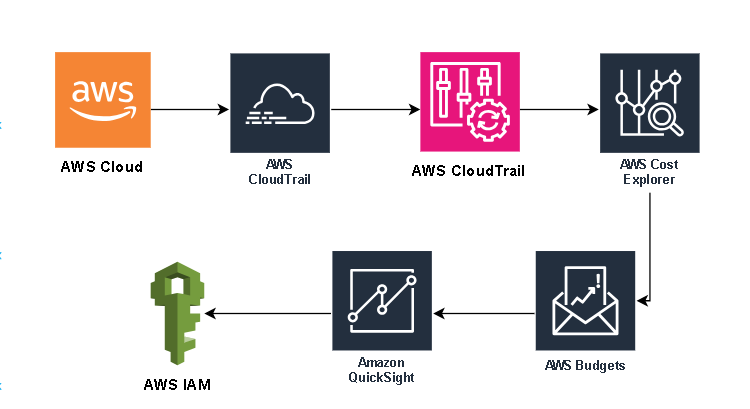 aws
AWS Cloud
AWS
CloudTrail
AWS CloudTrail
AWS Cost
Explorer
AWS IAM
Amazon
QuickSight
AWS Budgets